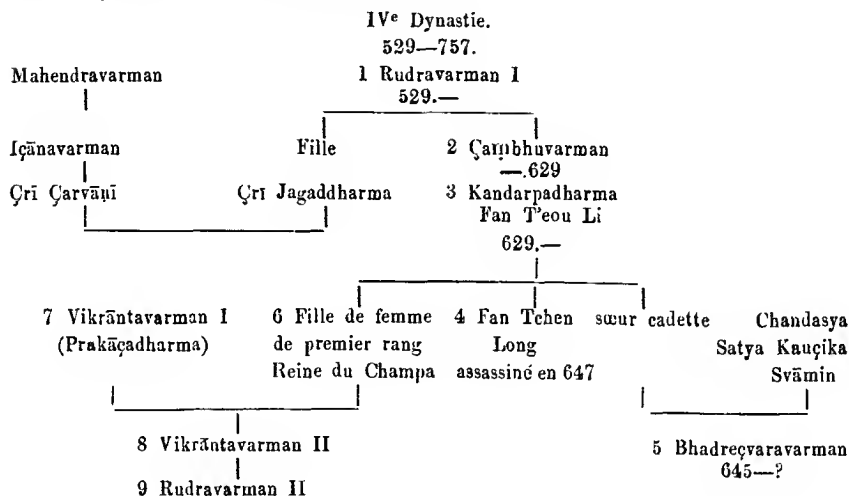 IVe Dynastie.
529—757.
Mahendravarman 1 Rudravarman I
529.—
Içānavarman Fille 2 Çaṃbhuvarman
—.629
Çrī Çarvāṇī Çrī Jagaddharma 3 Kandarpadharma
Fan T'eou Li
629.—
7 Vikrāntavarman I 6 Fille de femme 4 Fan Tchen sœur cadette Chandasya
(Prakāçadharma) de premier rang Long Satya Kauçika
Reine du Champa assassiné en 647 Svāmin
8 Vikrāntavarman II 5 Bhadreçvaravarman
645—?
9 Rudravarman II